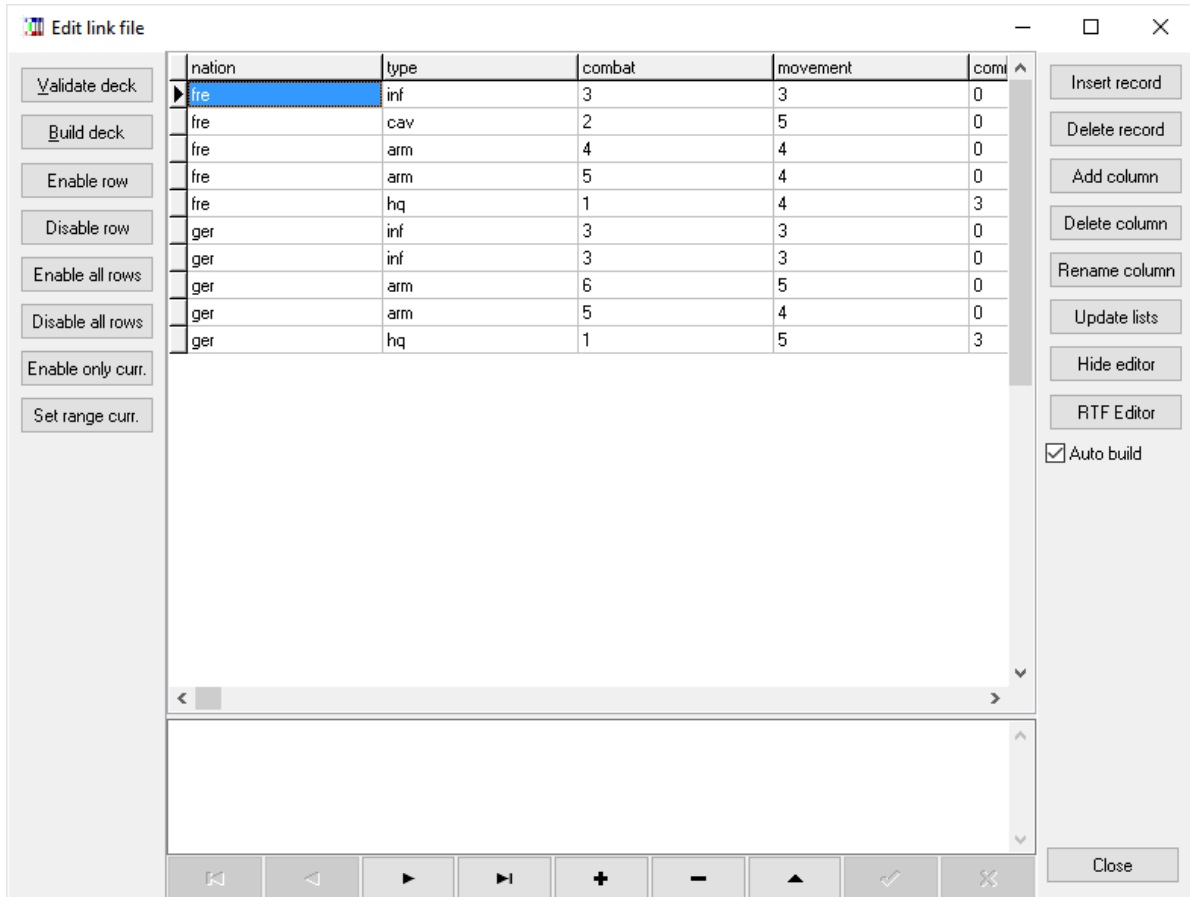 Edit link file
Validate deck
Build deck
Enable row
Disable row
Enable all rows
Disable all rows
Enable only curr.
Set range curr.
nation type combat movement com
fre inf 3 3 0
fre cav 2 5 0
fre arm 4 4 0
fre arm 5 4 0
fre hq 1 4 3
ger inf 3 3 0
ger inf 3 3 0
ger arm 6 5 0
ger arm 5 4 0
ger hq 1 5 3
Insert record
Delete record
Add column
Delete column
Rename column
Update lists
Hide editor
RTF Editor
Auto build
Close